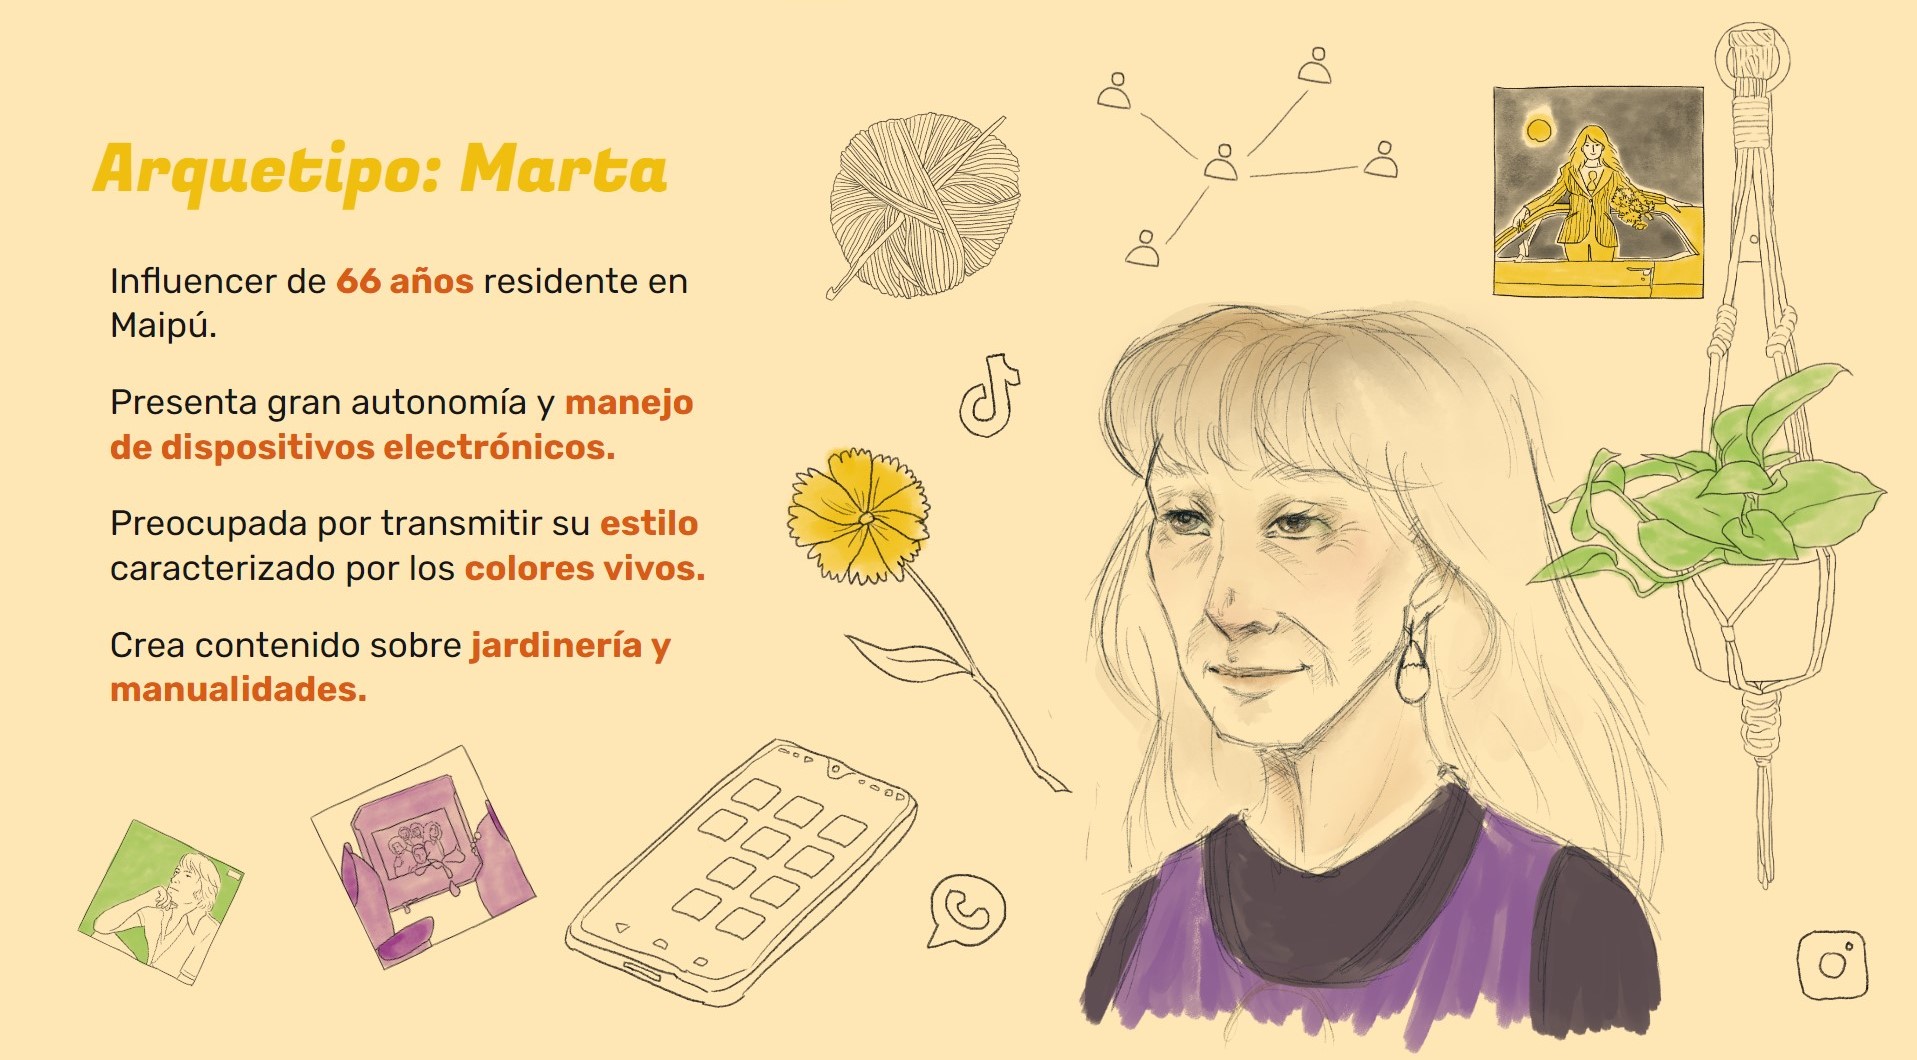 Arquetipo: Marta
Influencer de 66 años residente en
Maipú.
Presenta gran autonomía y manejo
de dispositivos electrónicos.
Preocupada por transmitir su estilo
caracterizado por los colores vivos.
Crea contenido sobre jardinería y
manualidades.